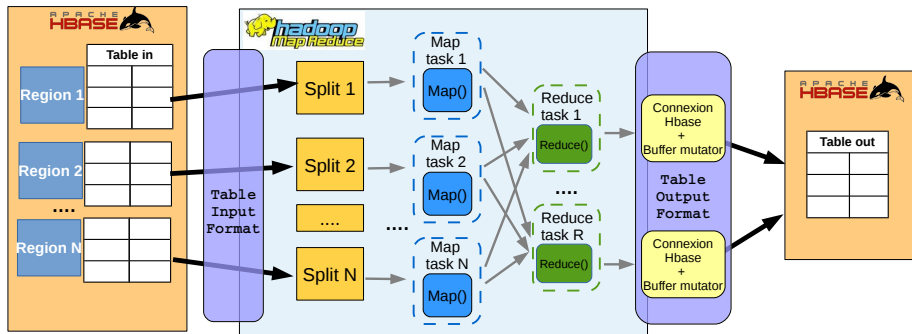 APACHE
HBASE
Table in
Region 1
Region 2
....
Region N
Table
Input
Format
hadoop
Map Reduce
Split 1
Split 2
....
Split N
Map
task 1
Map()
Map
task 2
Map()
....
Map
task N
Map()
Reduce
task 1
Reduce()
....
Reduce
task R
Reduce()
Connexion
Hbase
+
Buffer mutator
Table
Output
Format
Connexion
Hbase
+
Buffer mutator
APACHE
HBASE
Table out